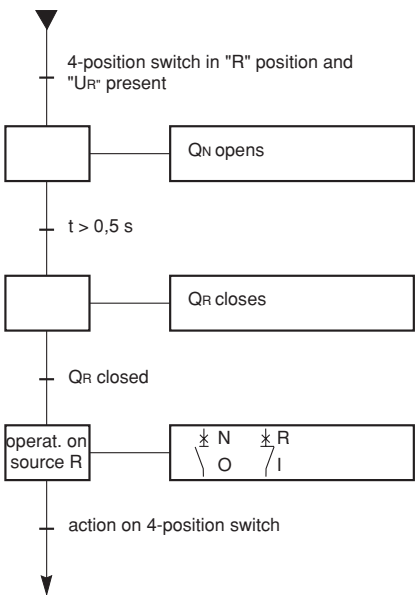 4-position switch in "R" position and
"UR" present
QN opens
t > 0,5 s
QR closes
QR closed
operat. on
source R
N
R
O
I
action on 4-position switch